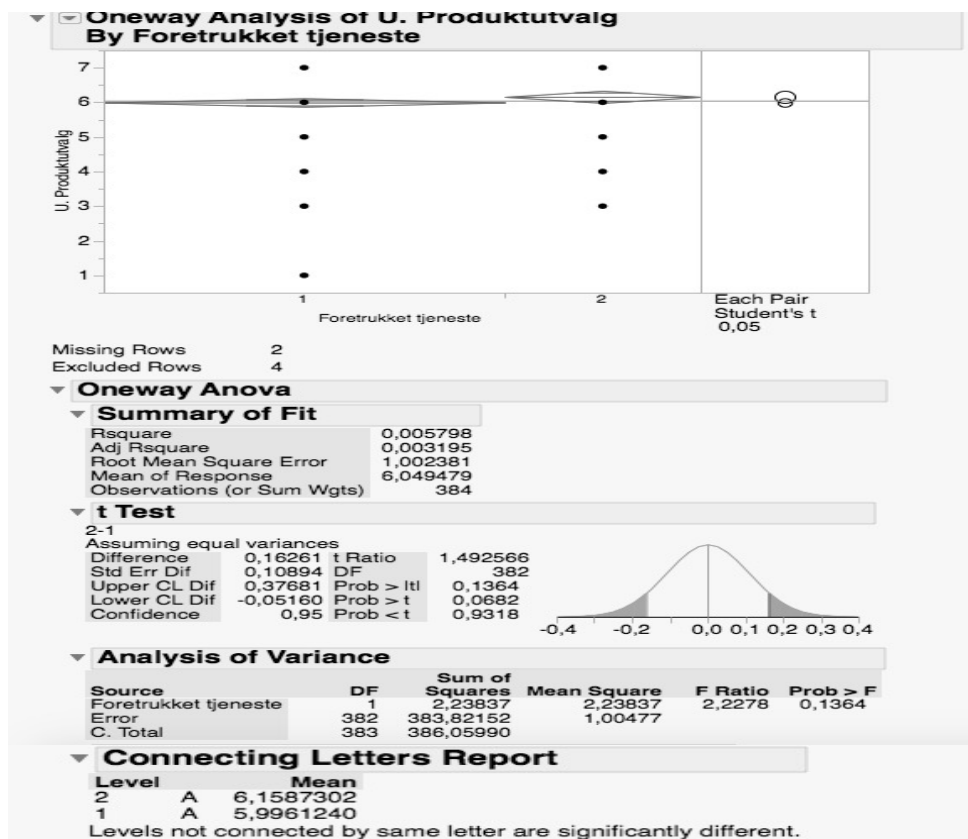 Oneway Analysis of U. Produktutvalg
By Foretrukket tjeneste
7
6
5
4
3
2
1
U. Produktutvalg
1 2
Foretrukket tjeneste
Each Pair
Student's t
0,05
Missing Rows 2
Excluded Rows 4
Oneway Anova
Summary of Fit
Rsquare 0,005798
Adj Rsquare 0,003195
Root Mean Square Error 1,002381
Mean of Response 6,049479
Observations (or Sum Wgts) 384
t Test
2-1
Assuming equal variances
Difference 0,16261 t Ratio 1,492566
Std Err Dif 0,10894 DF 382
Upper CL Dif 0,37681 Prob > |t| 0,1364
Lower CL Dif -0,05160 Prob > t 0,0682
Confidence 0,95 Prob < t 0,9318
-0,4 -0,2 0,0 0,1 0,2 0,3 0,4
Analysis of Variance
Source DF Sum of Squares Mean Square F Ratio Prob > F
Foretrukket tjeneste 1 2,23837 2,23837 2,2278 0,1364
Error 382 383,82152 1,00477
C. Total 383 386,05990
Connecting Letters Report
Level Mean
2 A 6,1587302
1 A 5,9961240
Levels not connected by same letter are significantly different.